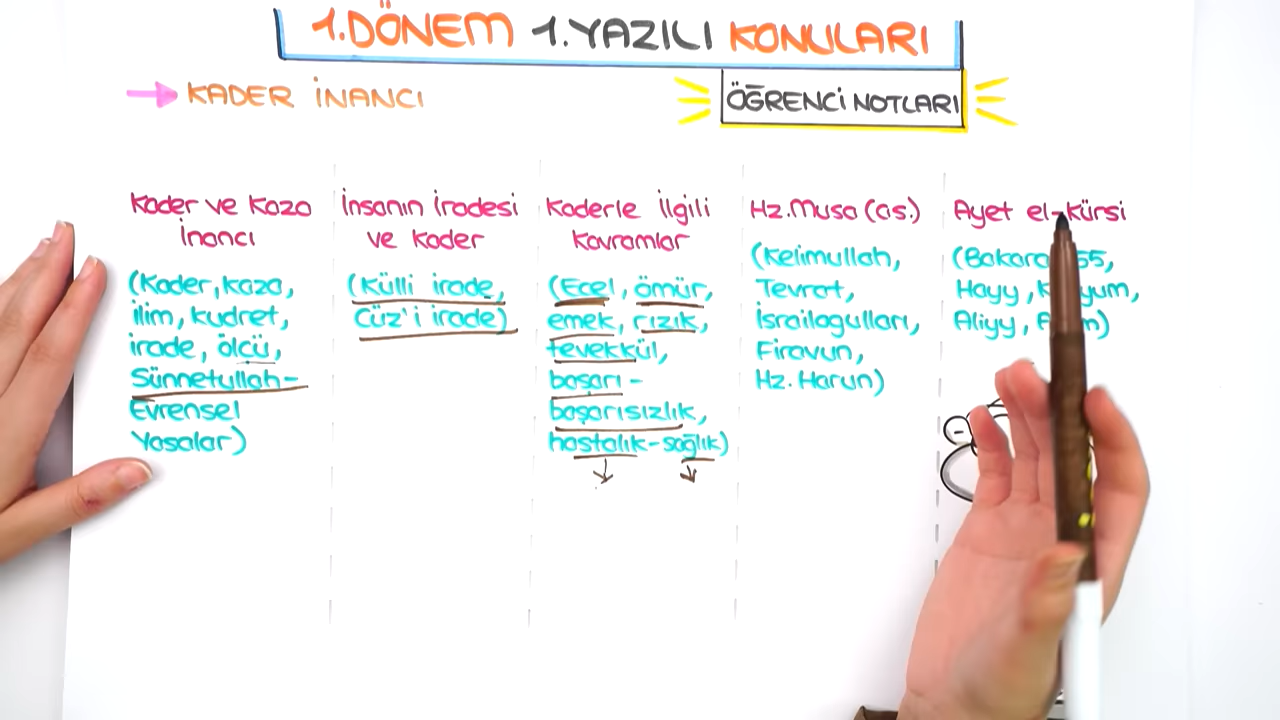 1.DÖNEM 1.YAZILI KONULARI
→ KADER İNANCI
ÖĞRENCİ NOTLARI
Kader ve Kaza
İnancı
(Kader, kaza,
ilim, kudret,
irade, ölçü,
Sünnetullah-
Evrensel
Yasalar)
İnsanın İradesi
ve Kader
(Külli irade,
Cüz'i irade)
Kaderle İlgili
Kavramlar
(Ecel, ömür,
emek, rızık,
tevekkül,
başarı-
başarısızlık,
hastalık-sağlık)
Hz.Musa (as.)
(Kelimullah,
Tevrat,
İsrailoğulları,
Firavun,
Hz. Harun)
Ayet el-kürsi
(Bakara
Hayy,
Aliyy,